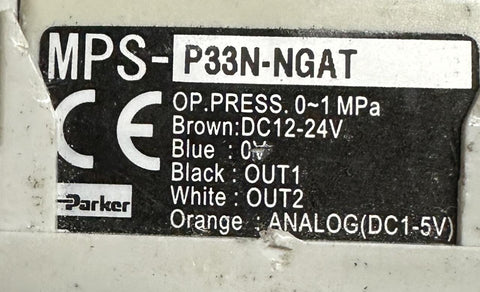 MPS-P33N-NGAT
CE
OP.PRESS. 0~1 MPa
Brown:DC12-24V
Blue : 0V
Black : OUT1
White : OUT2
Orange : ANALOG(DC1-5V)
Parker